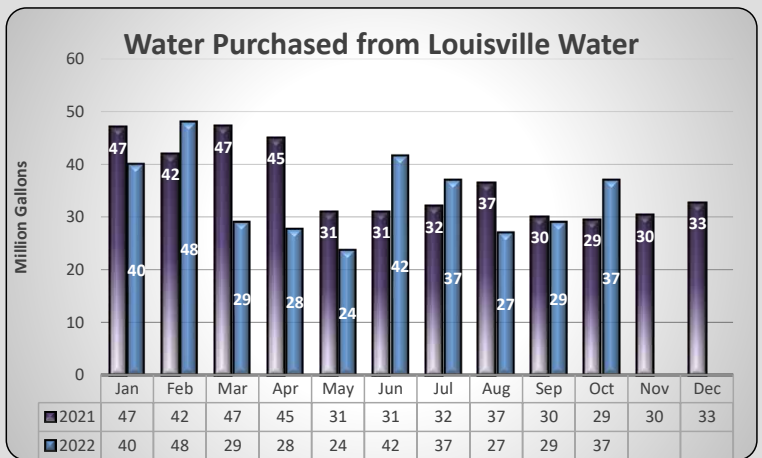 Water Purchased from Louisville Water
Million Gallons
60
50
40
30
20
10
0
47 42 47 45 31 31 32 37 30 29 30 33
40 48 29 28 24 42 37 27 29 37
Jan Feb Mar Apr May Jun Jul Aug Sep Oct Nov Dec
2021 47 42 47 45 31 31 32 37 30 29 30 33
2022 40 48 29 28 24 42 37 27 29 37